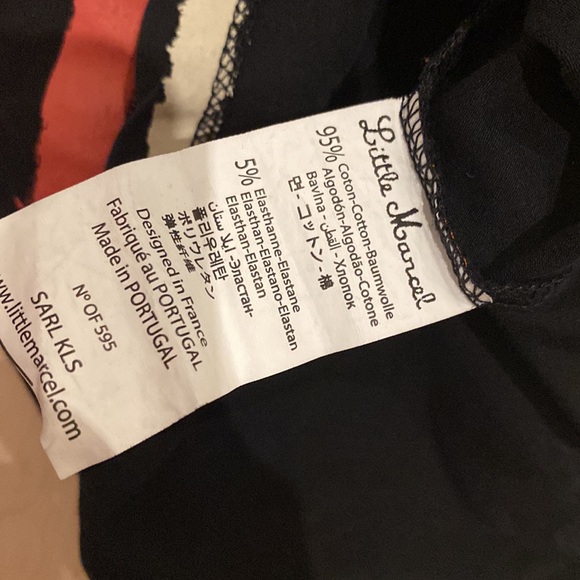 Little Marcel
95% Coton-Cotton-Baumwolle
Algodón-Algodão-Cotone
Bavlna - القطن - Хлопок
면 - コットン - 棉
5% Elasthanne-Elastane
Elasthan-Elastano-Elastan
Elasthan-إيلاستان-Эластан-
폴리우레탄
ポリウレタン
弹性纤维
Designed in France
Fabriqué au PORTUGAL
Made in PORTUGAL
N° OF 595
SARL KLS
www.littlemarcel.com